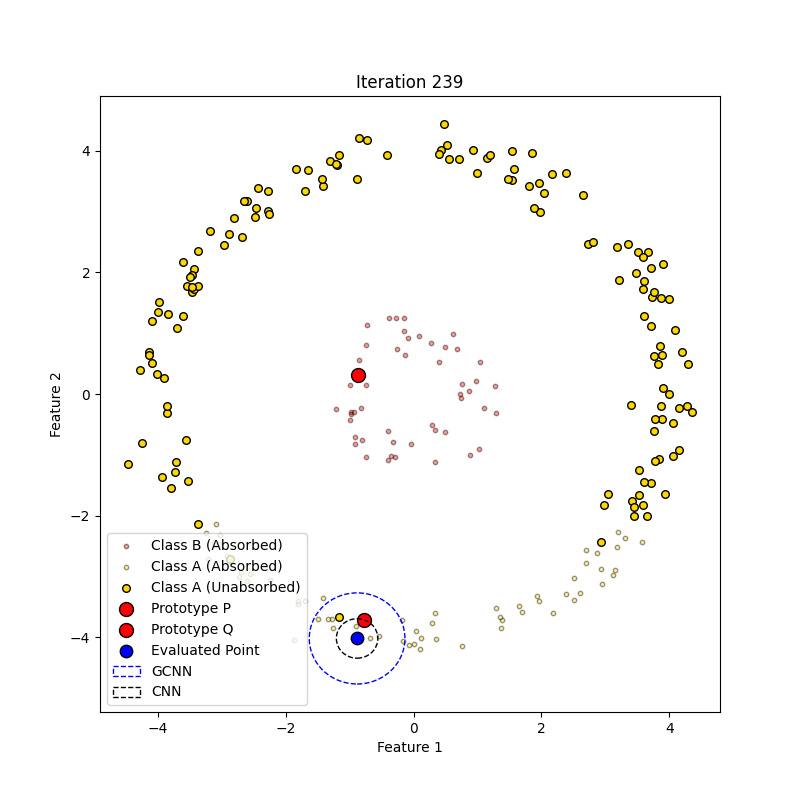 Iteration 239
4
2
0
−2
−4
Feature 2
Class B (Absorbed)
Class A (Absorbed)
Class A (Unabsorbed)
Prototype P
Prototype Q
Evaluated Point
GCNN
CNN
−4
−2
0
2
4
Feature 1